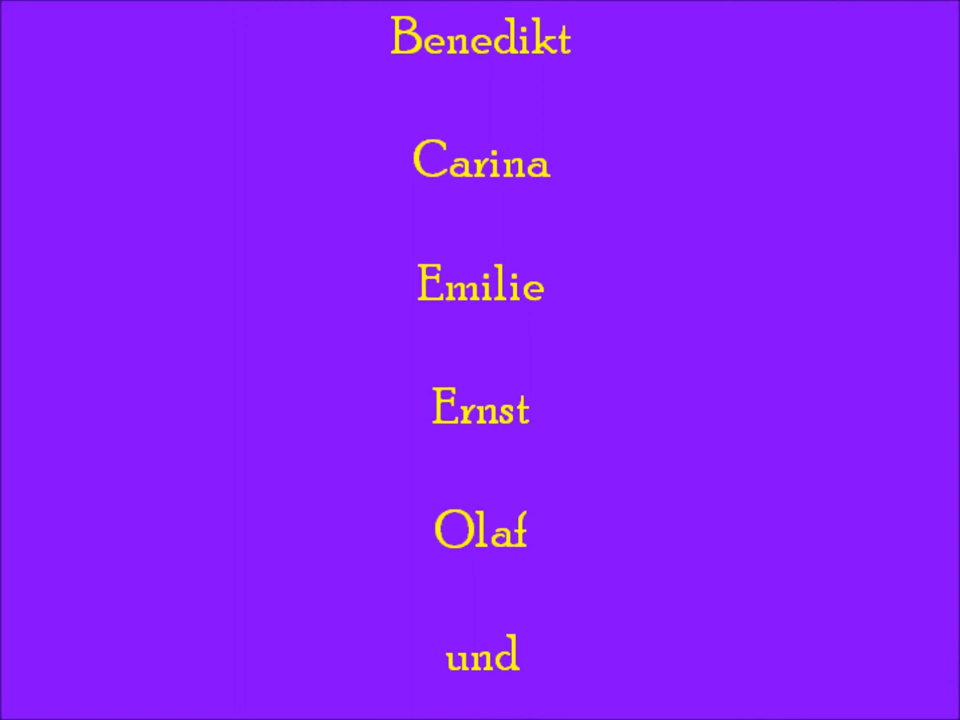 Benedikt
Carina
Emilie
Ernst
Olaf
und